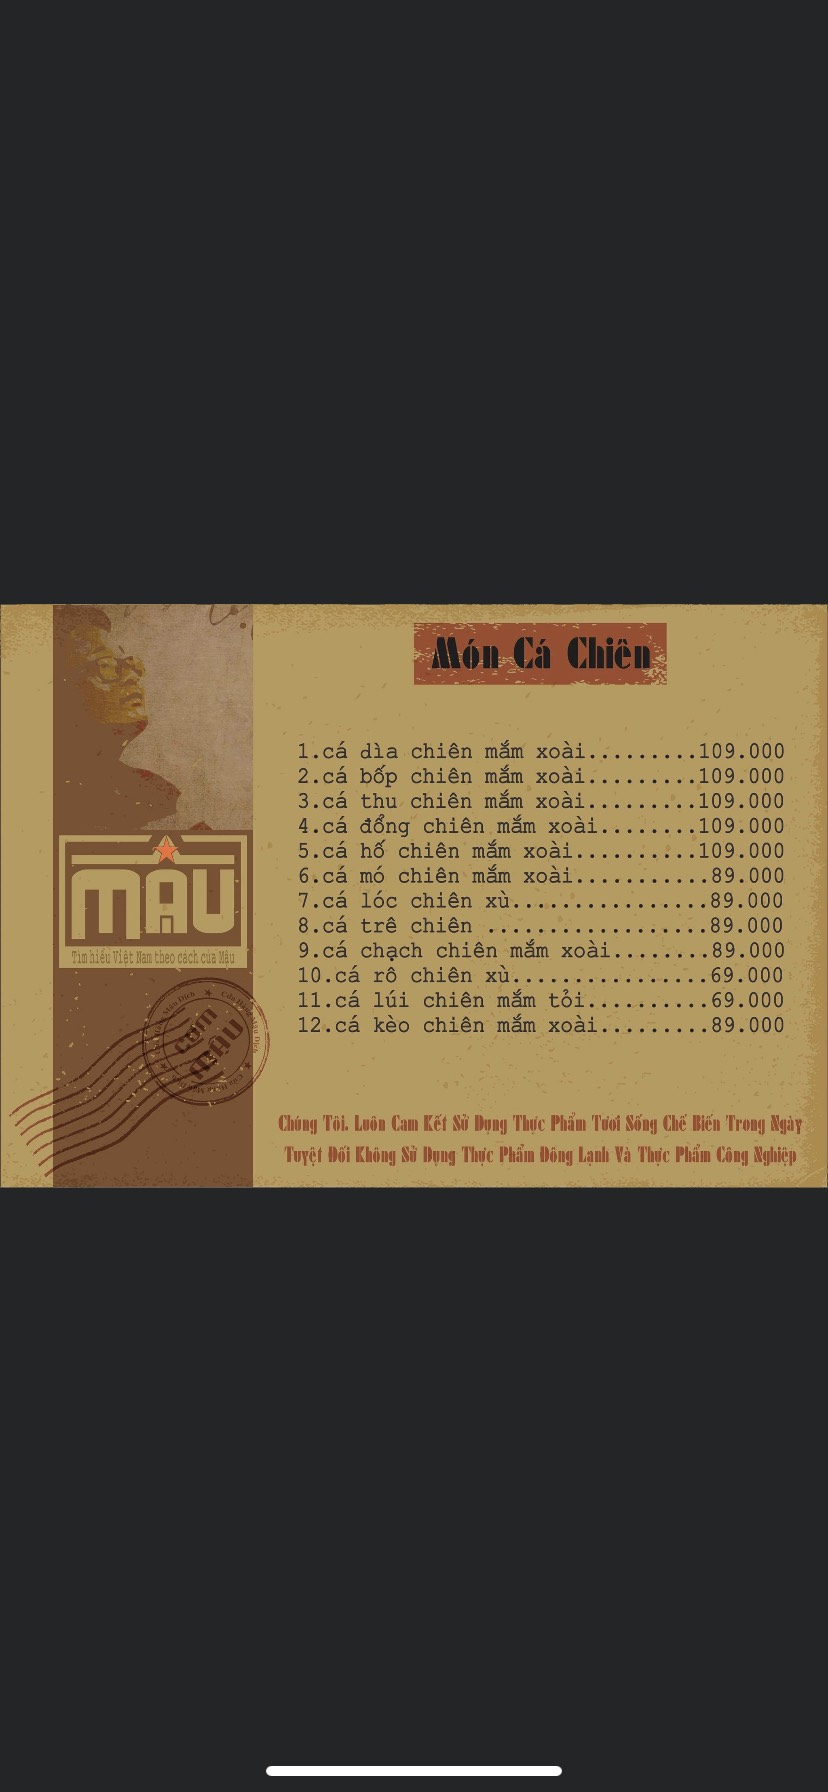 Món Cá Chiên
1.cá dìa chiên mắm xoài.........109.000
2.cá bốp chiên mắm xoài.........109.000
3.cá thu chiên mắm xoài.........109.000
4.cá đổng chiên mắm xoài........109.000
5.cá hố chiên mắm xoài..........109.000
6.cá mó chiên mắm xoài...........89.000
7.cá lóc chiên xù................89.000
8.cá trê chiên ..................89.000
9.cá chạch chiên mắm xoài........89.000
10.cá rô chiên xù................69.000
11.cá lúi chiên mắm tỏi..........69.000
12.cá kèo chiên mắm xoài.........89.000
MẬU
Tìm hiểu Việt Nam theo cách của Mậu
Cửa Hàng Mậu Dịch
CƠM
MẬU
Chúng Tôi. Luôn Cam Kết Sử Dụng Thực Phẩm Tươi Sống Chế Biến Trong Ngày
Tuyệt Đối Không Sử Dụng Thực Phẩm Đông Lạnh Và Thực Phẩm Công Nghiệp